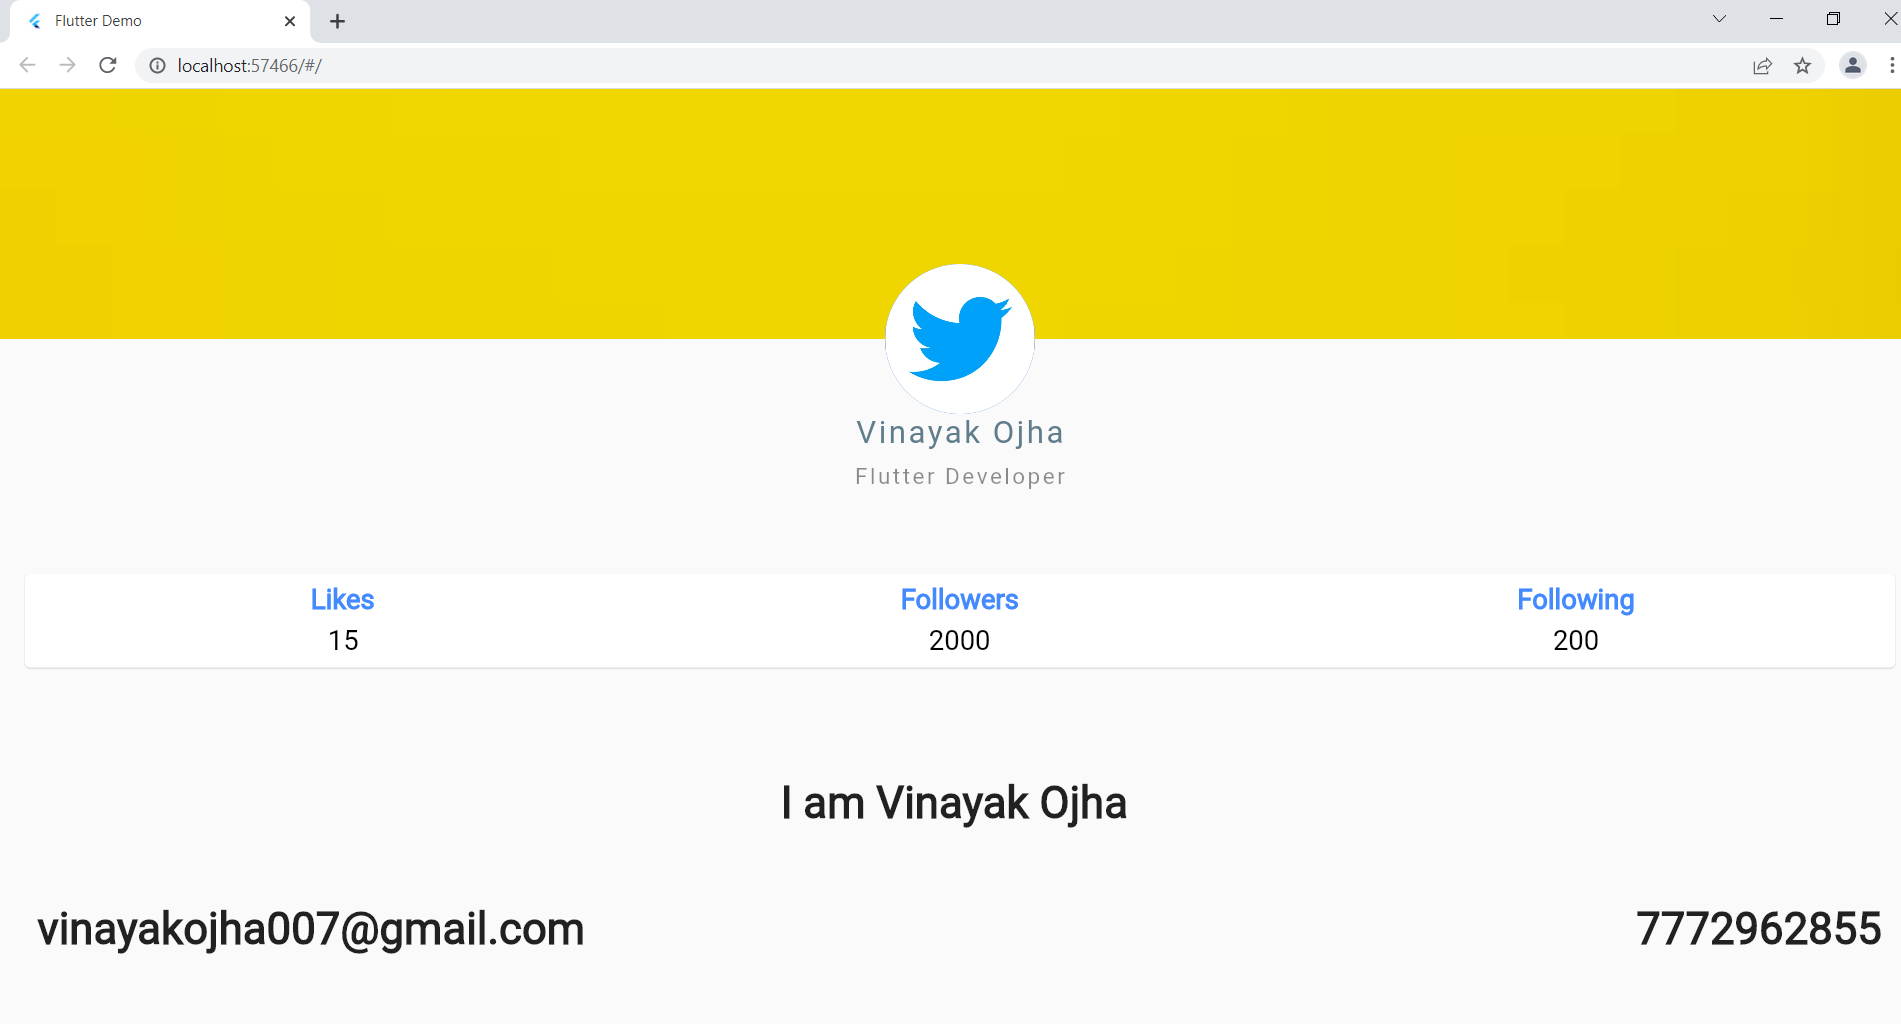 Flutter Demo
localhost:57466/#/
Vinayak Ojha
Flutter Developer
Likes Followers Following
15 2000 200
I am Vinayak Ojha
vinayakojha007@gmail.com 7772962855